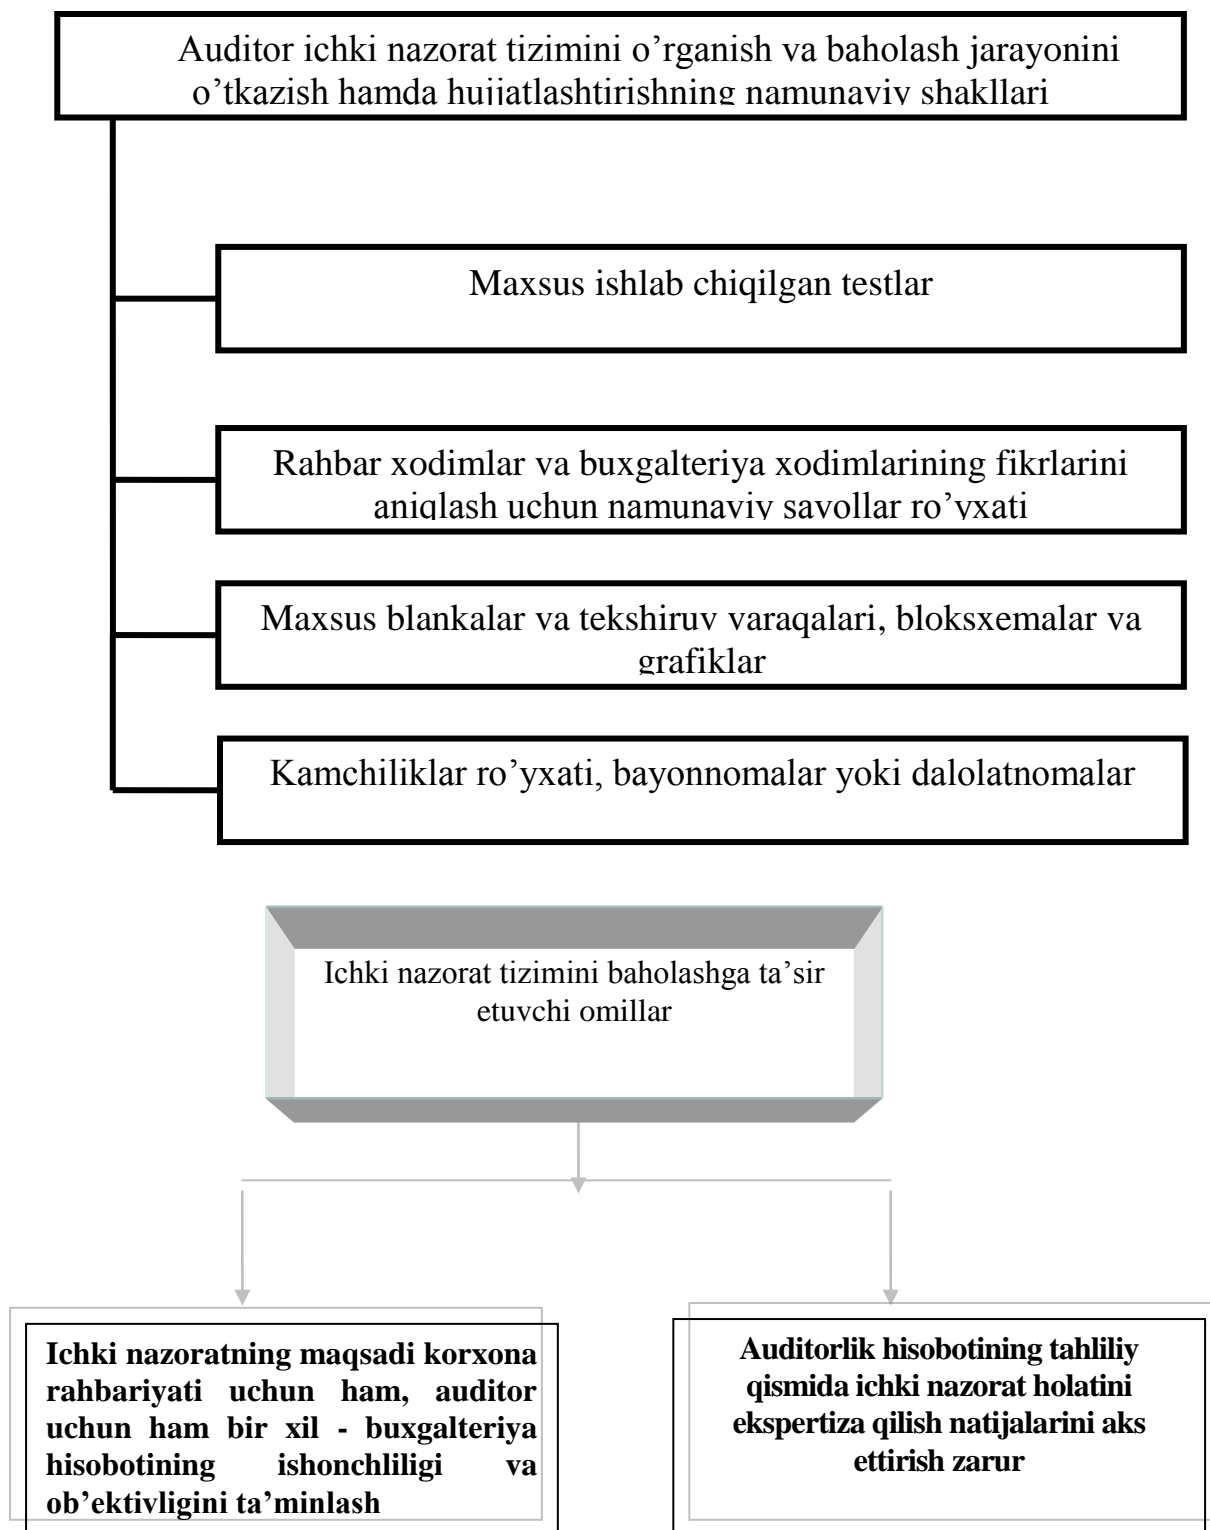 Auditor ichki nazorat tizimini o’rganish va baholash jarayonini
o’tkazish hamda hujjatlashtirishning namunaviy shakllari
Maxsus ishlab chiqilgan testlar
Rahbar xodimlar va buxgalteriya xodimlarining fikrlarini
aniqlash uchun namunaviy savollar ro’yxati
Maxsus blankalar va tekshiruv varaqalari, bloksxemalar va
grafiklar
Kamchiliklar ro’yxati, bayonnomalar yoki dalolatnomalar
Ichki nazorat tizimini baholashga ta’sir
etuvchi omillar
Ichki nazoratning maqsadi korxona
rahbariyati uchun ham, auditor
uchun ham bir xil - buxgalteriya
hisobotining ishonchliligi va
ob’ektivligini ta’minlash
Auditorlik hisobotining tahliliy
qismida ichki nazorat holatini
ekspertiza qilish natijalarini aks
ettirish zarur